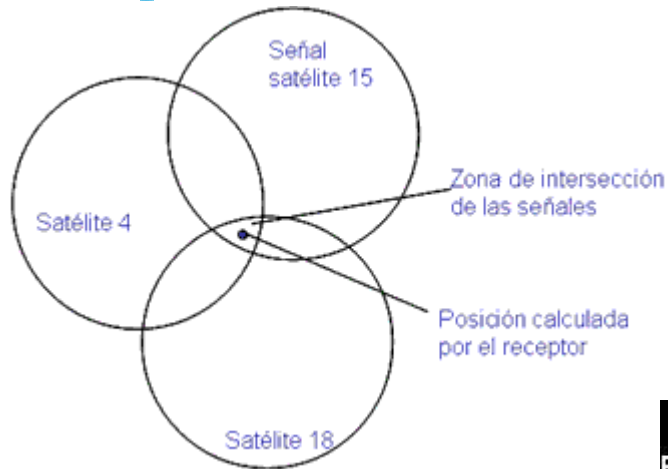 Señal
satélite 15
Zona de intersección
de las señales
Satélite 4
Posición calculada
por el receptor
Satélite 18